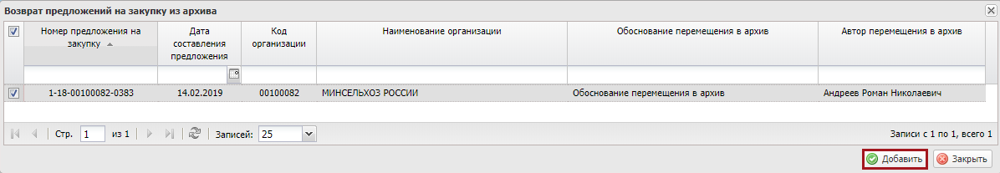 Возврат предложений на закупку из архива
Номер предложения на закупку
Дата составления предложения
Код организации
Наименование организации
Обоснование перемещения в архив
Автор перемещения в архив
1-18-00100082-0383 14.02.2019 00100082 МИНСЕЛЬХОЗ РОССИИ Обоснование перемещения в архив Андреев Роман Николаевич
Стр. 1 из 1 Записей: 25 Записи с 1 по 1, всего 1
Добавить Закрыть